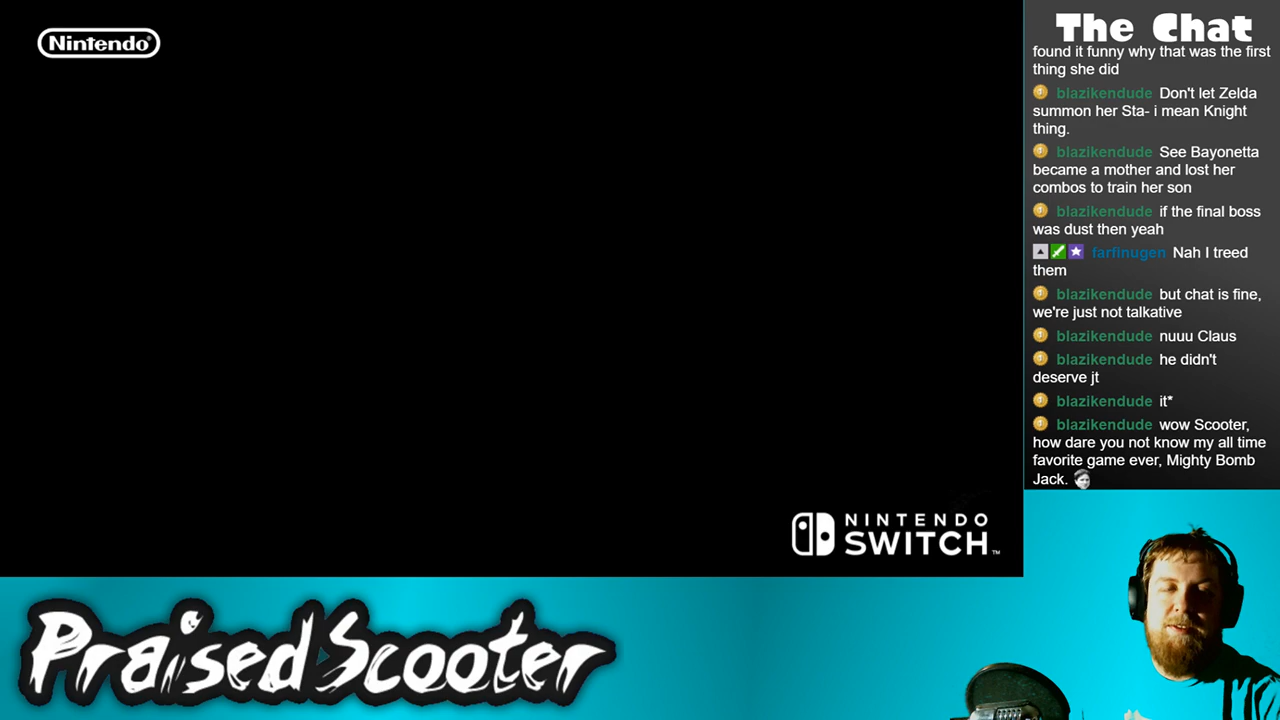 Nintendo®
NINTENDO
SWITCH™
The Chat
found it funny why that was the first
thing she did
blazikendude Don't let Zelda
summon her Sta- i mean Knight
thing.
blazikendude See Bayonetta
became a mother and lost her
combos to train her son
blazikendude if the final boss
was dust then yeah
farfinugen Nah I treed
them
blazikendude but chat is fine,
we're just not talkative
blazikendude nuuu Claus
blazikendude he didn't
deserve jt
blazikendude it*
blazikendude wow Scooter,
how dare you not know my all time
favorite game ever, Mighty Bomb
Jack.
PraisedScooter